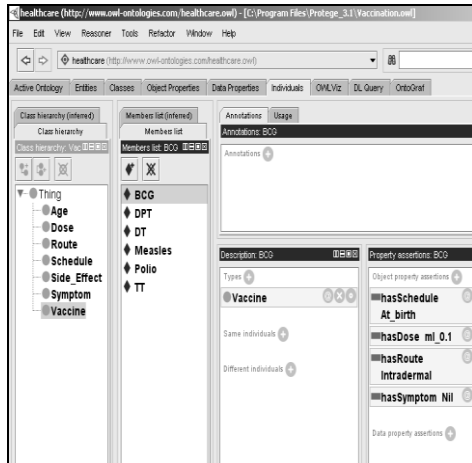 healthcare (http://www.owl-ontologies.com/healthcare.owl) - [C:\Program Files\Protege_3.1\Vaccination.owl]
File Edit View Reasoner Tools Refactor Window Help
healthcare (http://www.owl-ontologies.com/healthcare.owl)
Active Ontology Entities Classes Object Properties Data Properties Individuals OWLViz DL Query OntoGraf
Class hierarchy (inferred)
Class hierarchy
Class hierarchy: Vac
Thing
Age
Dose
Route
Schedule
Side_Effect
Symptom
Vaccine
Members list (inferred)
Members list
Members list: BCG
BCG
DPT
DT
Measles
Polio
TT
Annotations Usage
Annotations: BCG
Annotations
Description: BCG
Types
Vaccine
Same individuals
Different individuals
Property assertions: BCG
Object property assertions
hasSchedule
At_birth
hasDose ml_0.1
hasRoute
Intradermal
hasSymptom Nil
Data property assertions